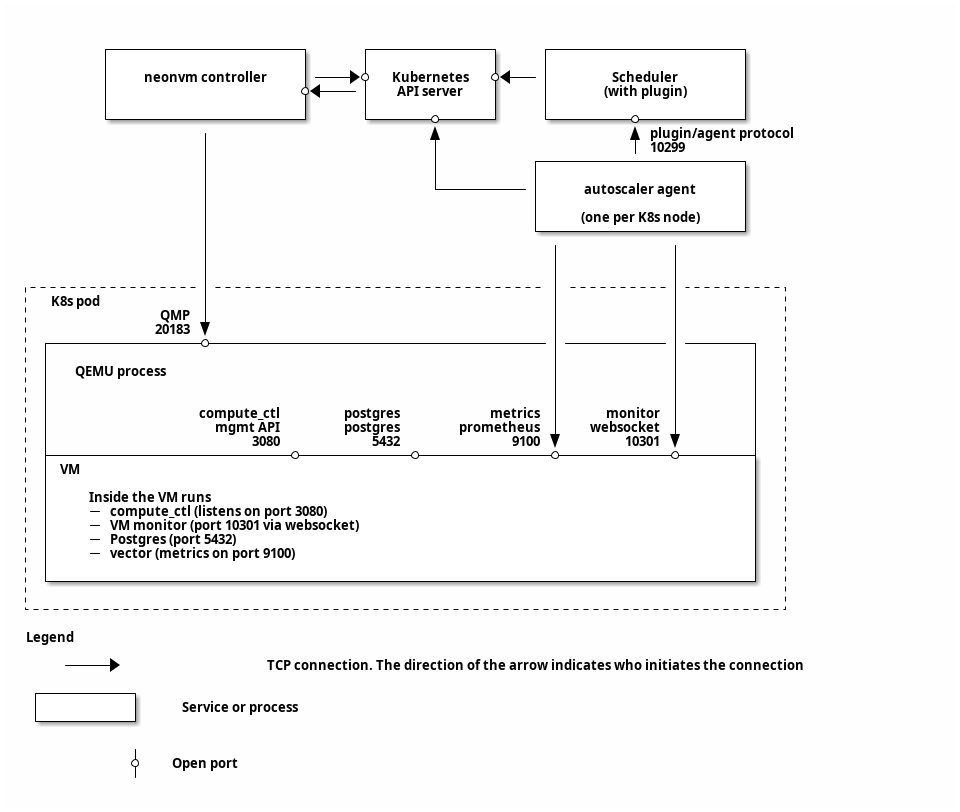 neonvm controller
Kubernetes
API server
Scheduler
(with plugin)
plugin/agent protocol
10299
autoscaler agent
(one per K8s node)
K8s pod
QMP
20183
QEMU process
compute_ctl
mgmt API
3080
postgres
postgres
5432
metrics
prometheus
9100
monitor
websocket
10301
VM
Inside the VM runs
— compute_ctl (listens on port 3080)
— VM monitor (port 10301 via websocket)
— Postgres (port 5432)
— vector (metrics on port 9100)
Legend
TCP connection. The direction of the arrow indicates who initiates the connection
Service or process
Open port